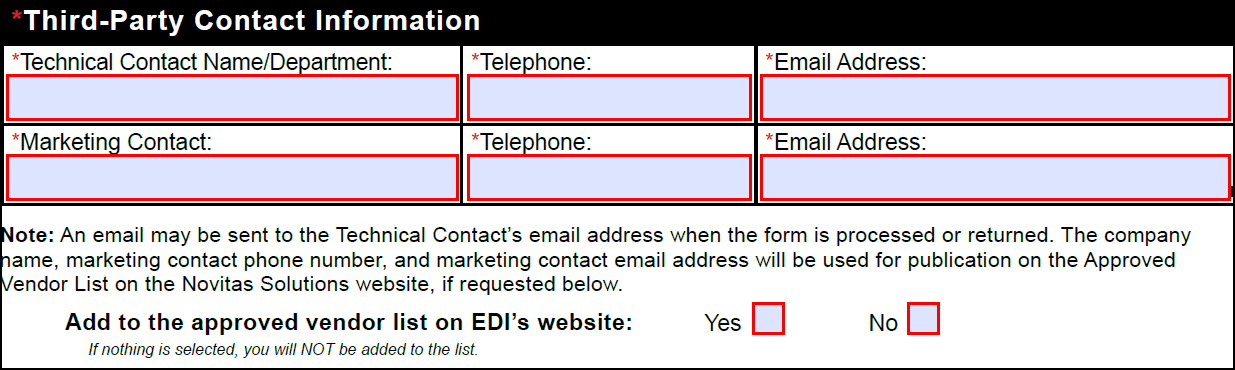 *Third-Party Contact Information
*Technical Contact Name/Department: *Telephone: *Email Address:
*Marketing Contact: *Telephone: *Email Address:
Note: An email may be sent to the Technical Contact’s email address when the form is processed or returned. The company
name, marketing contact phone number, and marketing contact email address will be used for publication on the Approved
Vendor List on the Novitas Solutions website, if requested below.
Add to the approved vendor list on EDI’s website: Yes No
If nothing is selected, you will NOT be added to the list.